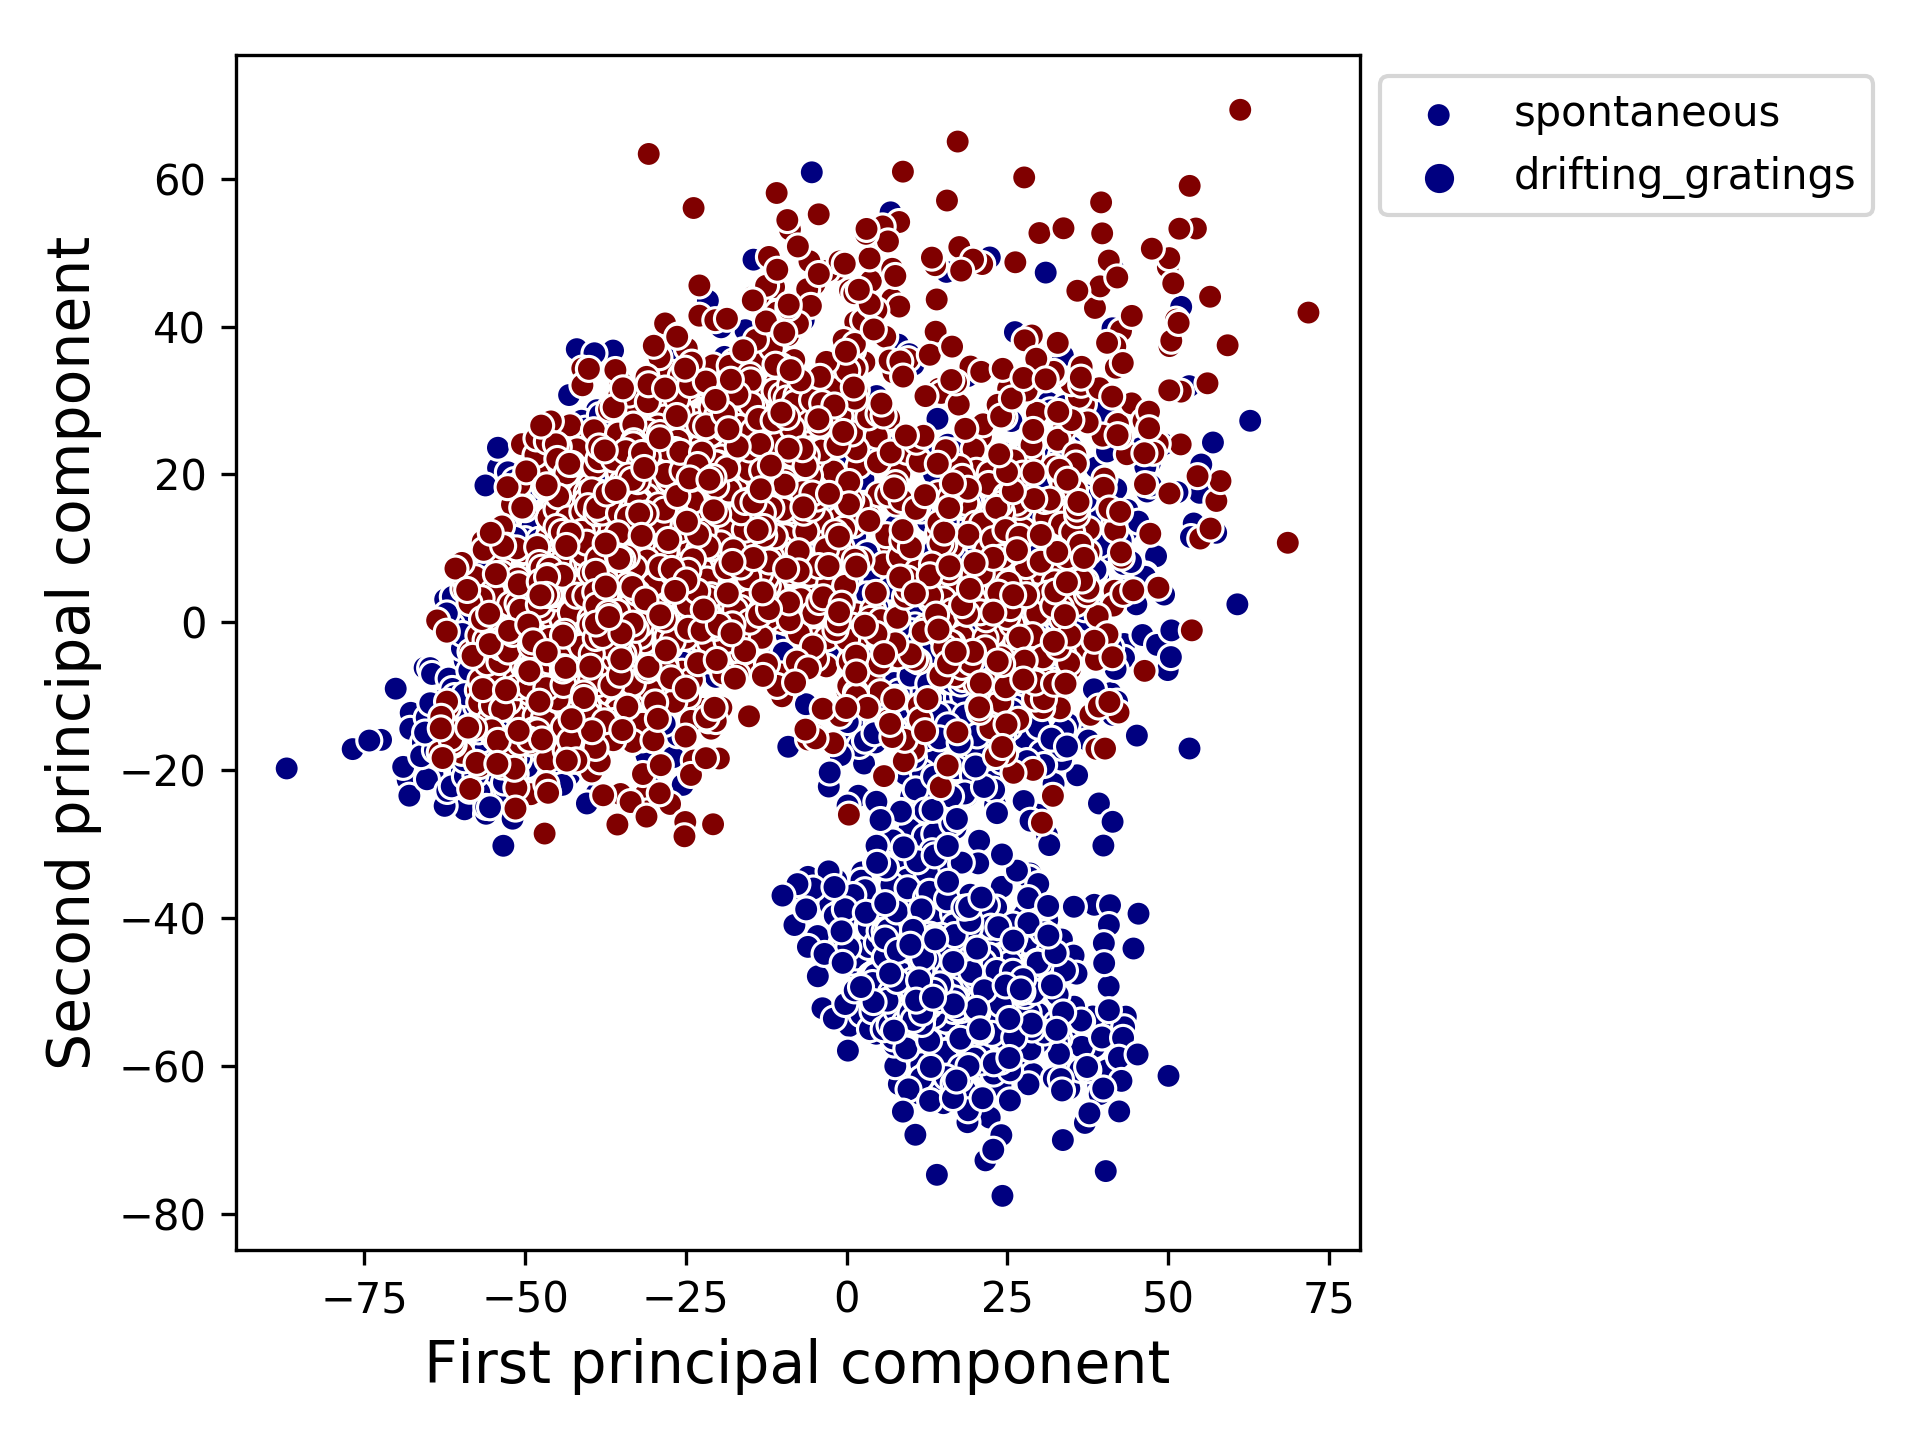 spontaneous
drifting_gratings
Second principal component
60
40
20
0
−20
−40
−60
−80
−75 −50 −25 0 25 50 75
First principal component